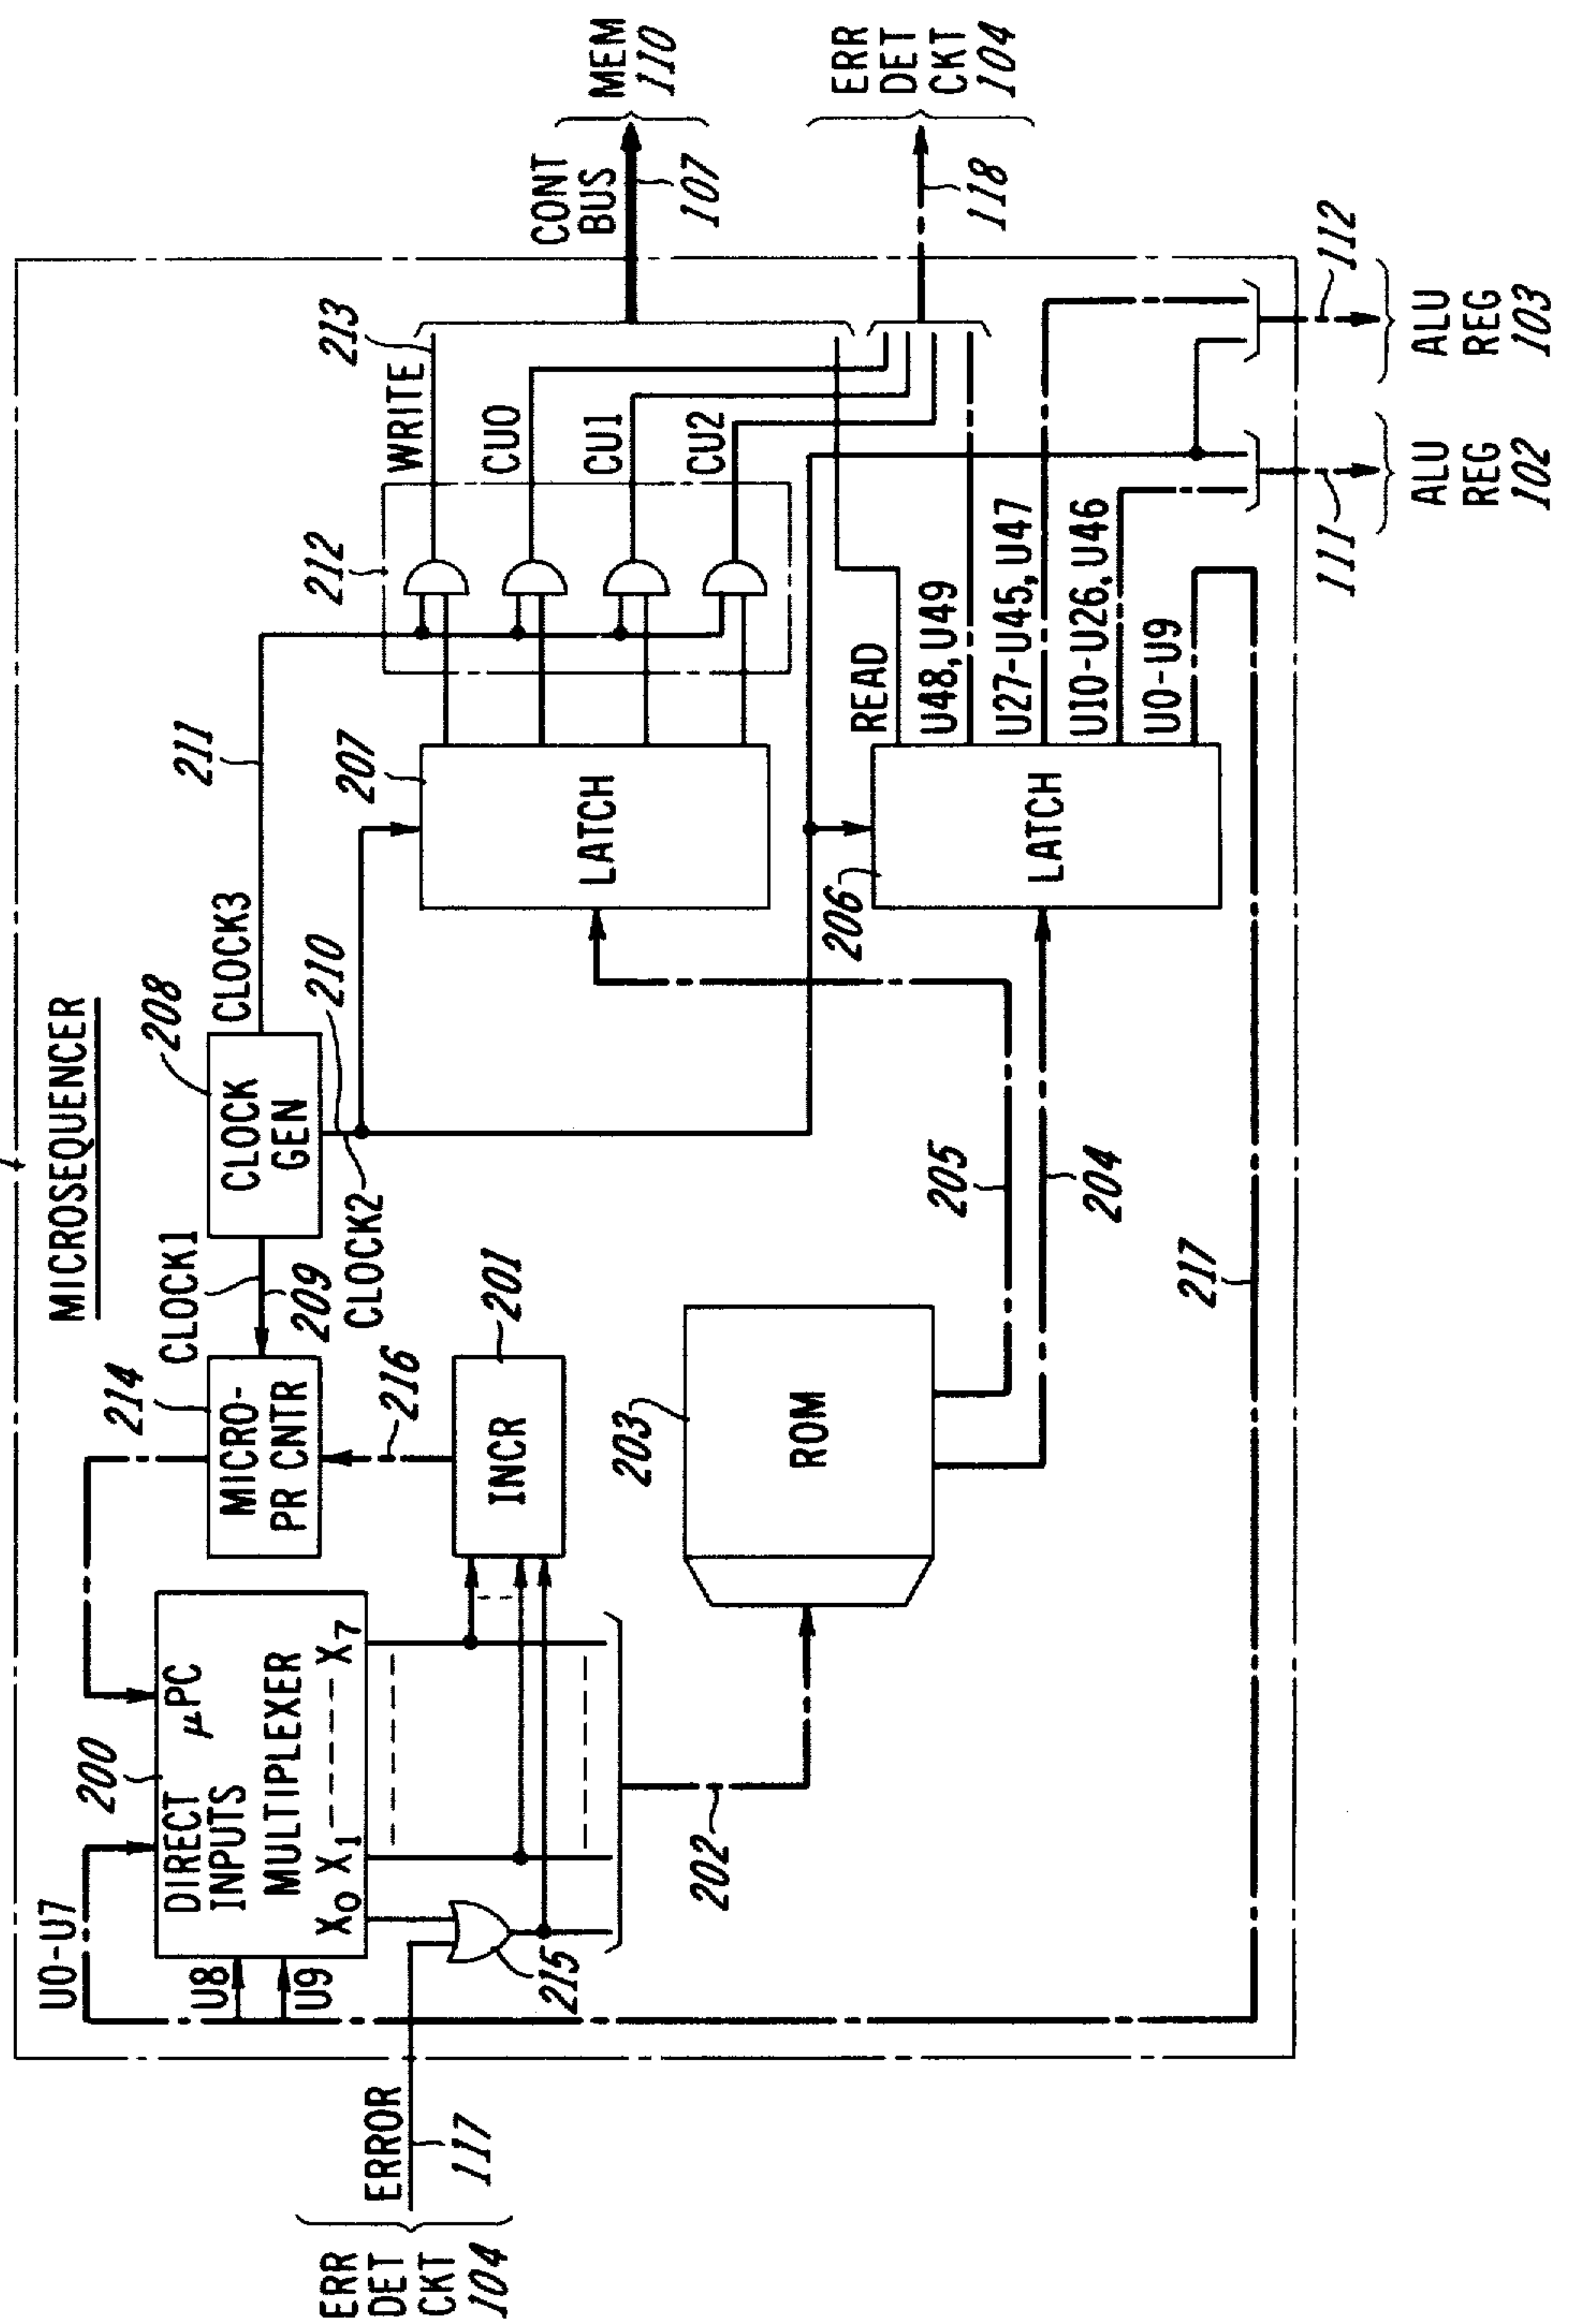 MICROSEQUENCER
ERR
DET
CKT
104
ERROR
117
U0-U7
U8
U9
200
DIRECT
INPUTS
μPC
MULTIPLEXER
X0 X1 X7
215
202
214
MICRO-
PR CNTR
216
INCR
201
CLOCK1
209
208
CLOCK
GEN
CLOCK2
210
CLOCK3
211
203
ROM
205
204
217
207
LATCH
206
LATCH
212
WRITE
213
CU0
CU1
CU2
READ
U48, U49
U27-U45, U47
U10-U26, U46
U0-U9
CONT
BUS
107
MEM
110
118
ERR
DET
CKT
104
111
ALU
REG
102
112
ALU
REG
103